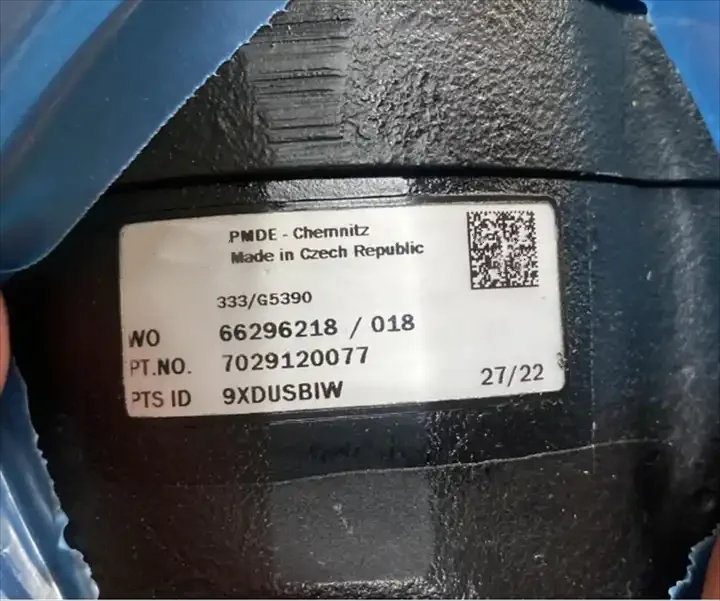 PMDE - Chemnitz
Made in Czech Republic
333/G5390
WO 66296218 / 018
PT.NO. 7029120077
PTS ID 9XDUSBIW
27/22